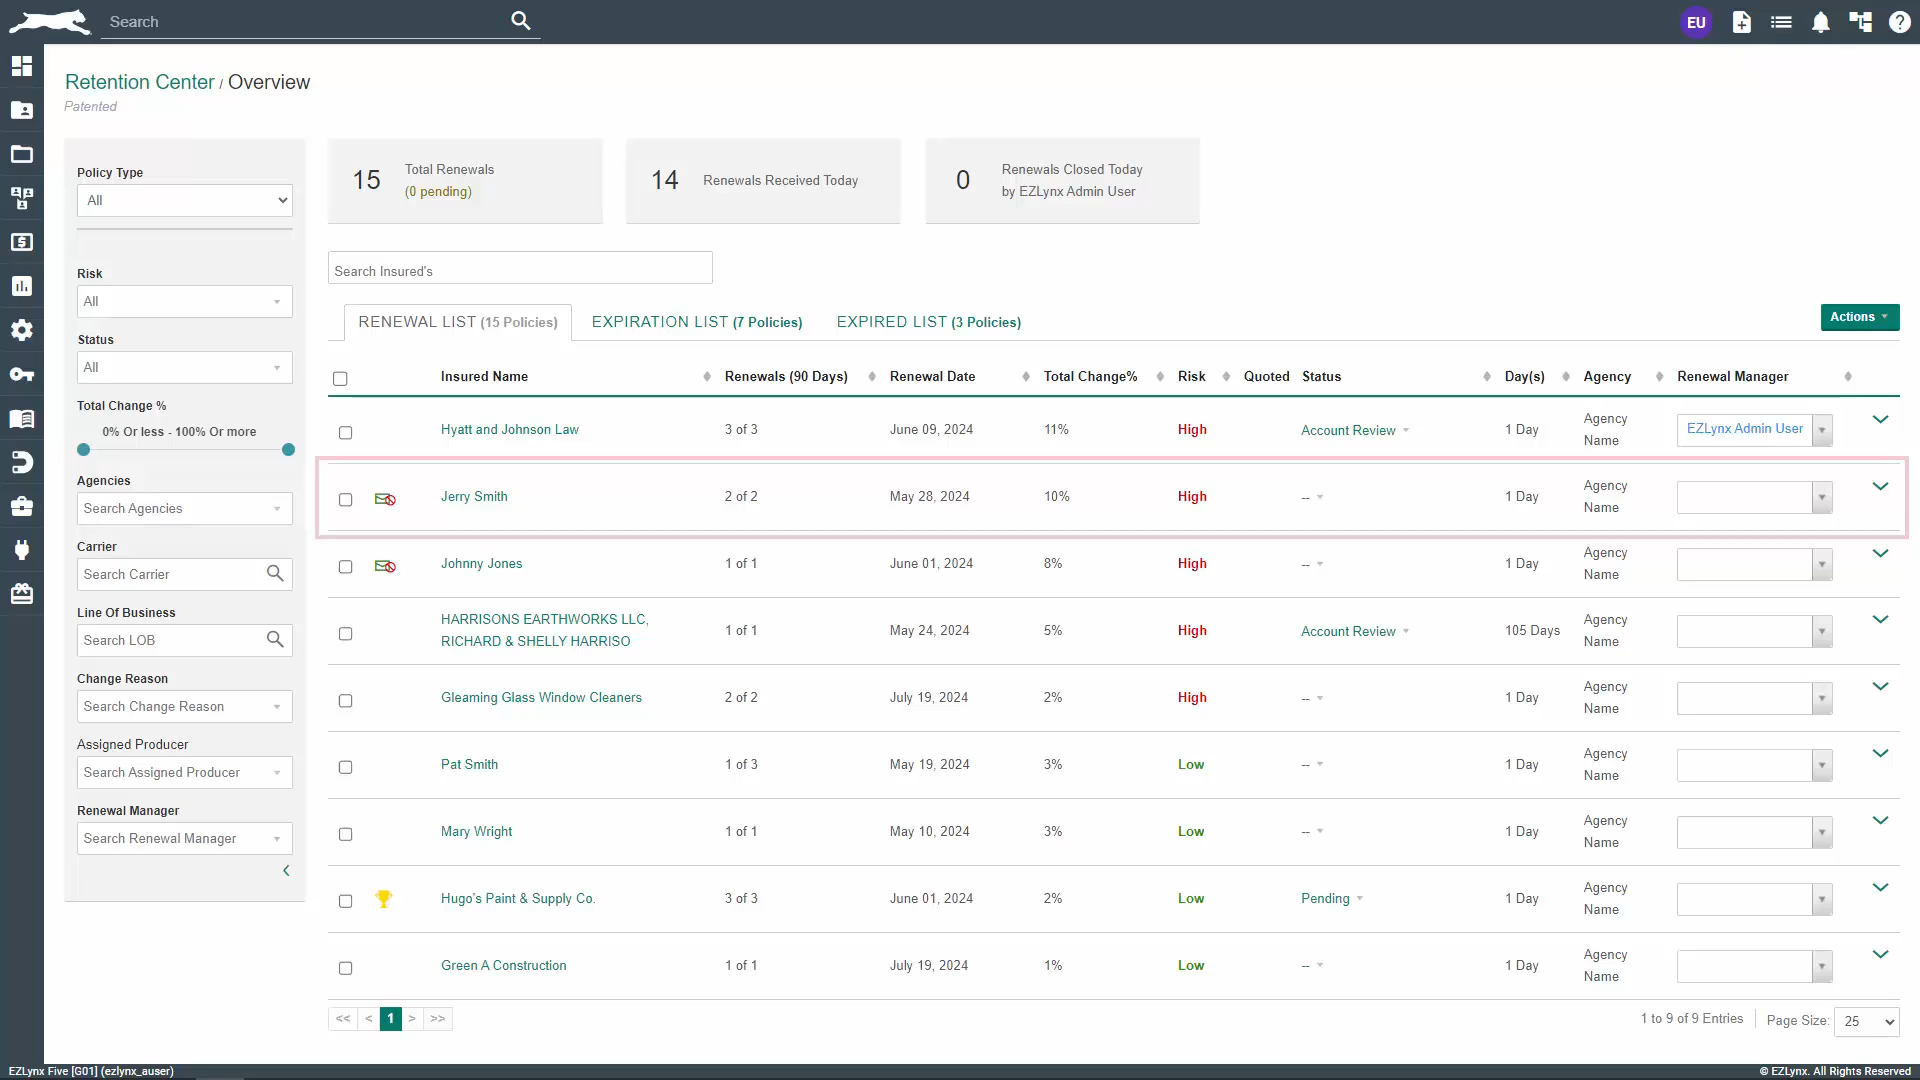 Search
EU
Retention Center / Overview
Patented
Policy Type
All
Risk
All
Status
All
Total Change %
0% Or less - 100% Or more
Agencies
Search Agencies
Carrier
Search Carrier
Line Of Business
Search LOB
Change Reason
Search Change Reason
Assigned Producer
Search Assigned Producer
Renewal Manager
Search Renewal Manager
15 Total Renewals
(0 pending)
14 Renewals Received Today
0 Renewals Closed Today
by EZLynx Admin User
Search Insured's
RENEWAL LIST (15 Policies) EXPIRATION LIST (7 Policies) EXPIRED LIST (3 Policies) Actions
Insured Name Renewals (90 Days) Renewal Date Total Change% Risk Quoted Status Day(s) Agency Renewal Manager
Hyatt and Johnson Law 3 of 3 June 09, 2024 11% High Account Review 1 Day Agency Name EZLynx Admin User
Jerry Smith 2 of 2 May 28, 2024 10% High -- 1 Day Agency Name
Johnny Jones 1 of 1 June 01, 2024 8% High -- 1 Day Agency Name
HARRISONS EARTHWORKS LLC, RICHARD & SHELLY HARRISO 1 of 1 May 24, 2024 5% High Account Review 105 Days Agency Name
Gleaming Glass Window Cleaners 2 of 2 July 19, 2024 2% High -- 1 Day Agency Name
Pat Smith 1 of 3 May 19, 2024 3% Low -- 1 Day Agency Name
Mary Wright 1 of 1 May 10, 2024 3% Low -- 1 Day Agency Name
Hugo's Paint & Supply Co. 3 of 3 June 01, 2024 2% Low Pending 1 Day Agency Name
Green A Construction 1 of 1 July 19, 2024 1% Low -- 1 Day Agency Name
<< < 1 > >> 1 to 9 of 9 Entries Page Size: 25
EZLynx Five [G01] (ezlynx_auser) © EZLynx. All Rights Reserved